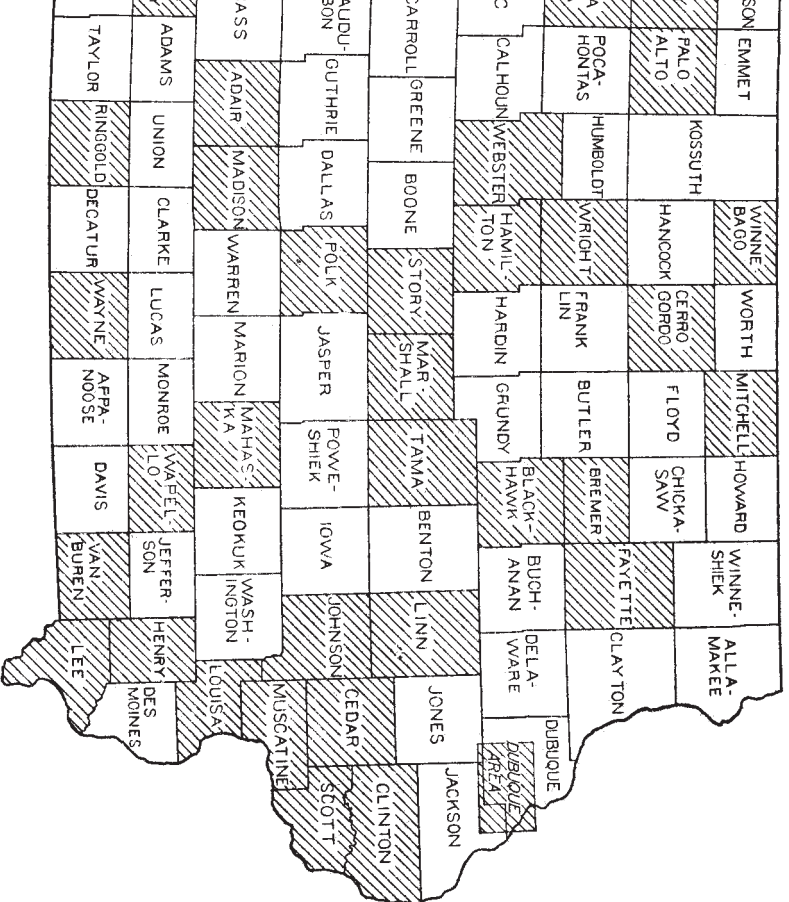 SON
EMMET
WINNE-
BAGO
WORTH
MITCHELL
HOWARD
WINNE-
SHIEK
ALLA-
MAKEE
KOSSUTH
A
PALO
ALTO
HANCOCK
CERRO
GORDO
FLOYD
CHICKA-
SAW
POCA-
HONTAS
HUMBOLDT
WRIGHT
FRANK
LIN
BUTLER
BREMER
FAYETTE
CLAYTON
C
CALHOUN
WEBSTER
HAMIL-
TON
HARDIN
GRUNDY
BLACK-
HAWK
BUCH-
ANAN
DELA-
WARE
DUBUQUE
DUBUQUE
AREA
CARROLL
GREENE
BOONE
STORY
MAR-
SHALL
TAMA
BENTON
LINN
JONES
JACKSON
AUDU-
BON
GUTHRIE
DALLAS
POLK
JASPER
POWE-
SHIEK
IOWA
JOHNSON
CEDAR
CLINTON
SCOTT
ASS
ADAIR
MADISON
WARREN
MARION
MAHAS-
KA
KEOKUK
WASH-
INGTON
LOUISA
MUSCATINE
ADAMS
UNION
CLARKE
LUCAS
MONROE
WAPEL-
LO
JEFFER-
SON
HENRY
DES
MOINES
TAYLOR
RINGGOLD
DECATUR
WAYNE
APPA-
NOOSE
DAVIS
VAN
BUREN
LEE